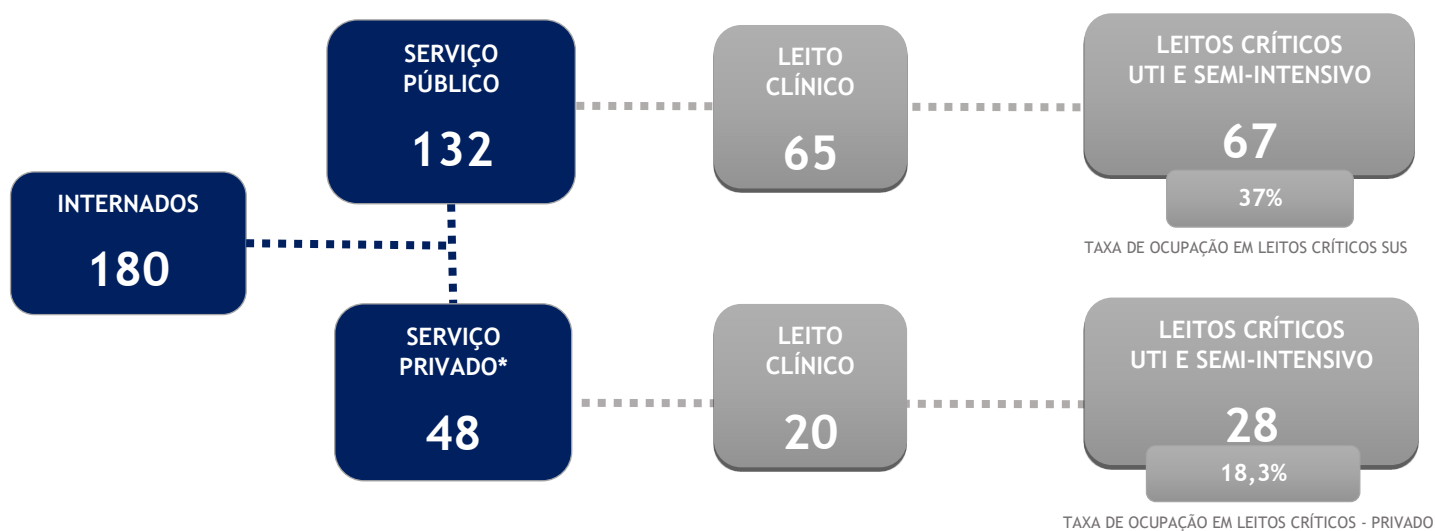 INTERNADOS
180
SERVIÇO
PÚBLICO
132
LEITO
CLÍNICO
65
LEITOS CRÍTICOS
UTI E SEMI-INTENSIVO
67
37%
TAXA DE OCUPAÇÃO EM LEITOS CRÍTICOS SUS
SERVIÇO
PRIVADO*
48
LEITO
CLÍNICO
20
LEITOS CRÍTICOS
UTI E SEMI-INTENSIVO
28
18,3%
TAXA DE OCUPAÇÃO EM LEITOS CRÍTICOS - PRIVADO